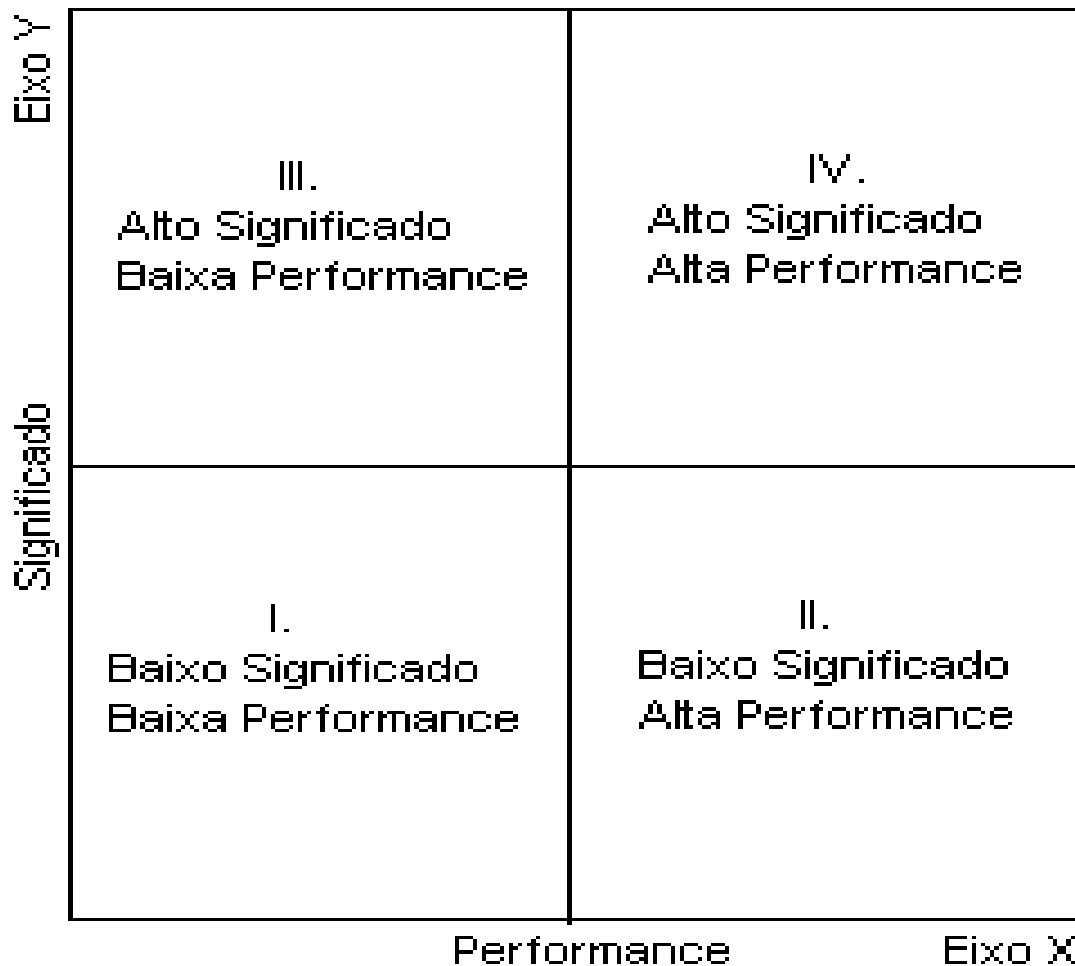 Eixo Y
III.
Alto Significado
Baixa Performance
IV.
Alto Significado
Alta Performance
Significado
I.
Baixo Significado
Baixa Performance
II.
Baixo Significado
Alta Performance
Performance
Eixo X